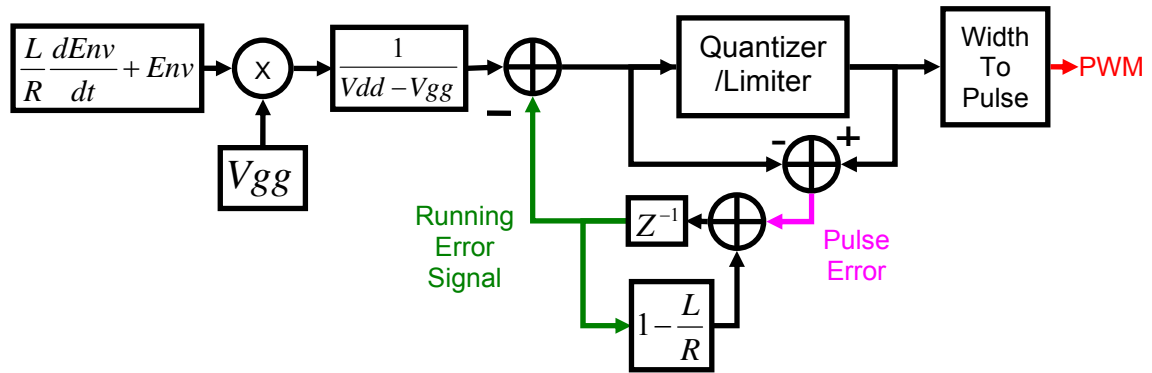 L/R dEnv/dt + Env
X
Vgg
1/(Vdd − Vgg)
−
Quantizer
/Limiter
Width
To
Pulse
PWM
-
+
Running
Error
Signal
Z⁻¹
Pulse
Error
1 − L/R